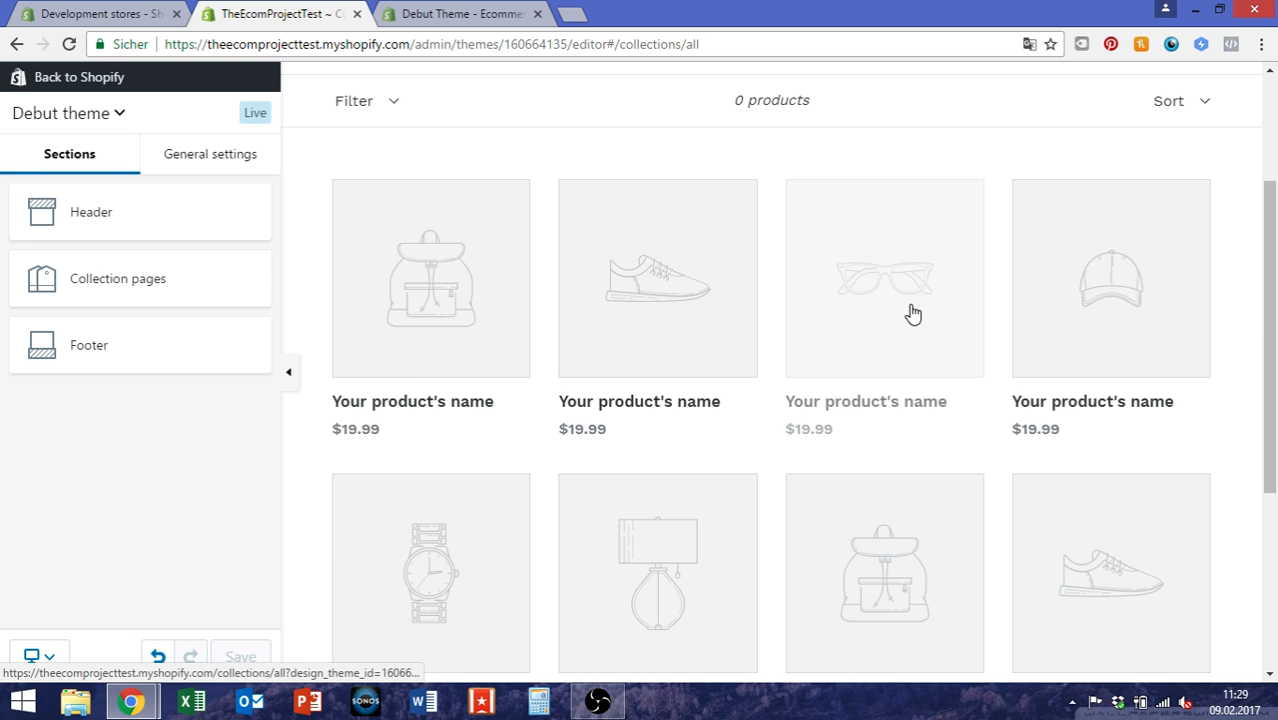 Development stores - Sh
TheEcomProjectTest ~ C
Debut Theme - Ecomme
Sicher
https://theecomprojecttest.myshopify.com/admin/themes/160664135/editor#/collections/all
Back to Shopify
Debut theme
Live
Sections
General settings
Header
Collection pages
Footer
Filter
0 products
Sort
Your product's name
$19.99
Your product's name
$19.99
Your product's name
$19.99
Your product's name
$19.99
Save
https://theecomprojecttest.myshopify.com/collections/all?design_theme_id=16066...
SONOS
11:29
09.02.2017